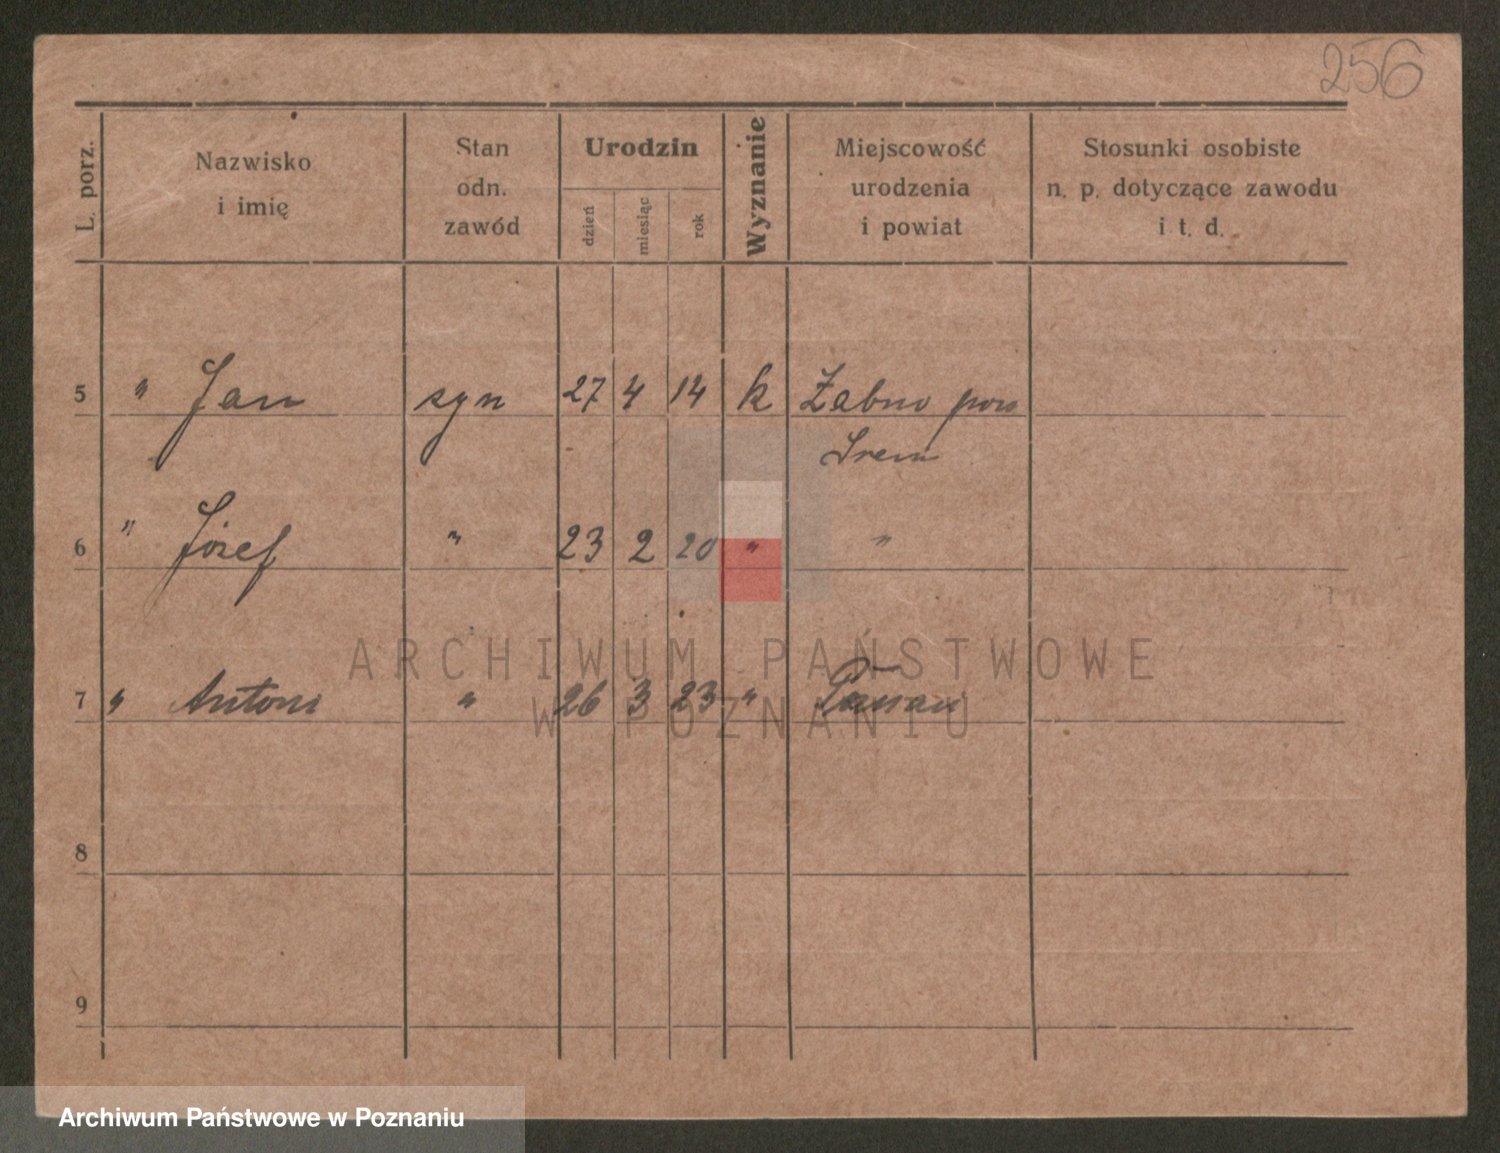 256
L. porz.
Nazwisko
i imię
Stan
odn.
zawód
Urodzin
dzień
miesiąc
rok
Wyznanie
Miejscowość
urodzenia
i powiat
Stosunki osobiste
n. p. dotyczące zawodu
i t. d.
5 " Jan syn 27 4 14 k Żabno pow
Śrem
6 " Józef " 23 2 20 " "
ARCHIWUM PAŃSTWOWE
7 " Antoni " 26 3 23 " Poznań
W POZNANIU
8
9
Archiwum Państwowe w Poznaniu